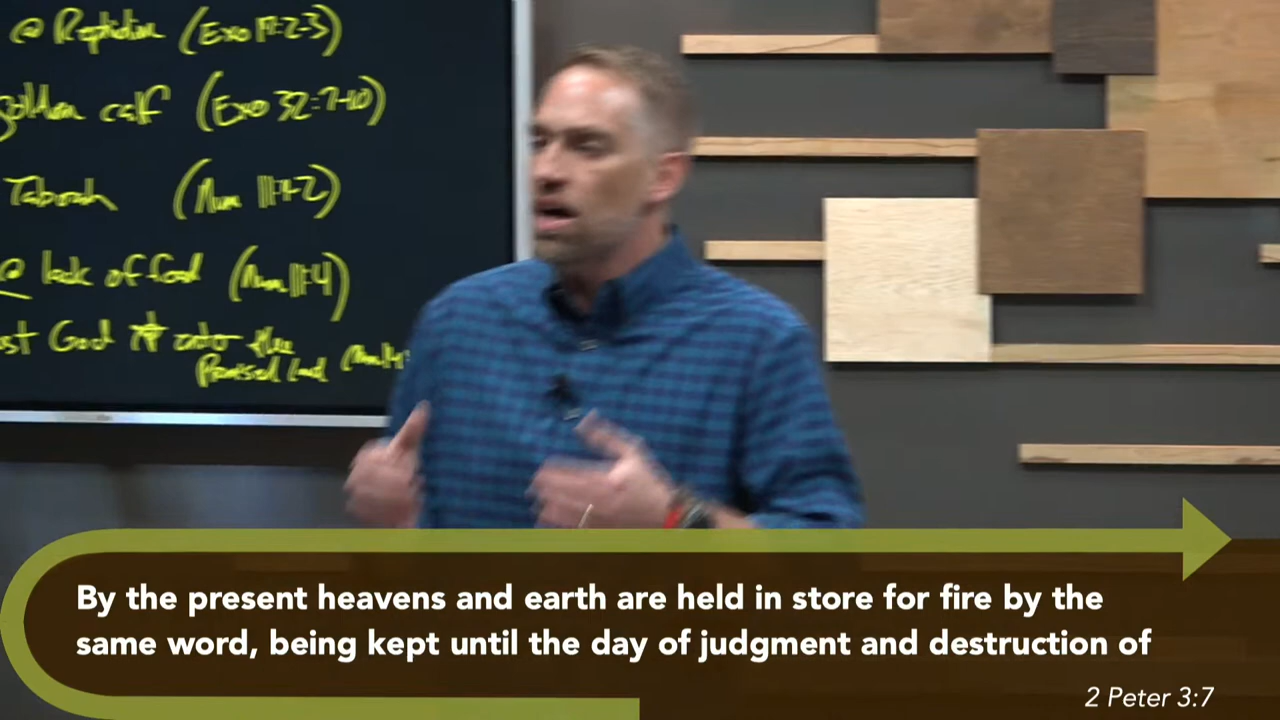 @ Rephidim (Exo 17:2-3)
golden calf (Exo 32:7-10)
Taberah (Num 11:1-2)
@ lack of food (Num 11:4)
God into the
Promised Land
By the present heavens and earth are held in store for fire by the
same word, being kept until the day of judgment and destruction of
2 Peter 3:7